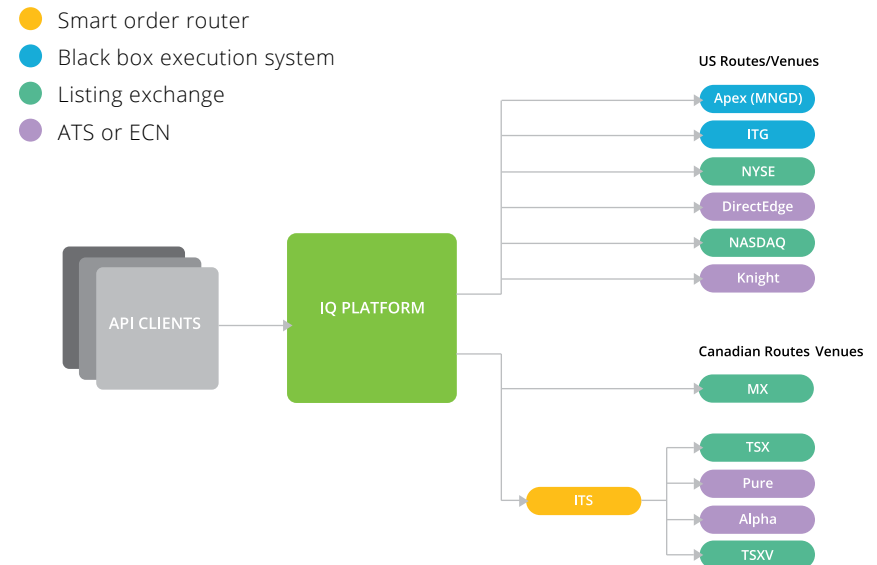 Smart order router
Black box execution system
Listing exchange
ATS or ECN
US Routes/Venues
Apex (MNGD)
ITG
NYSE
DirectEdge
NASDAQ
Knight
API CLIENTS
IQ PLATFORM
Canadian Routes Venues
MX
TSX
ITS
Pure
Alpha
TSXV